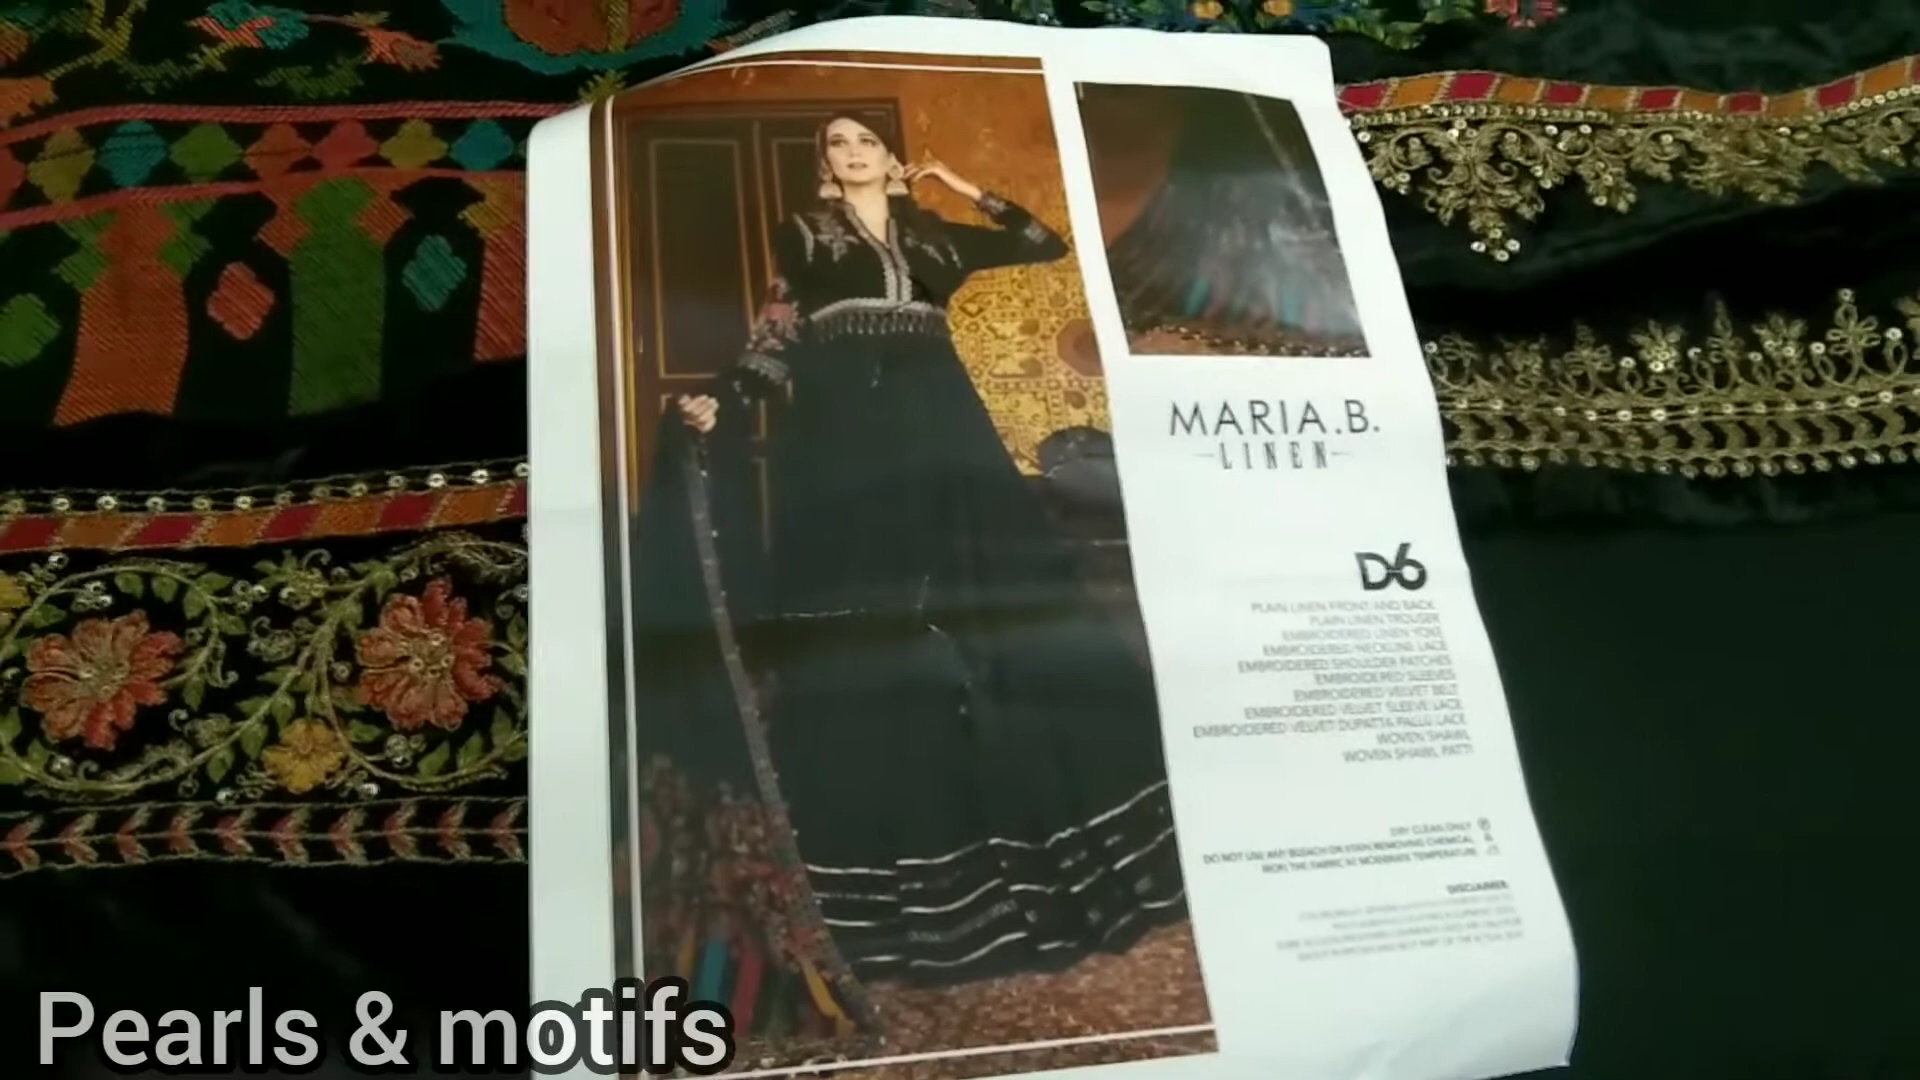 MARIA.B.
LINEN
D6
PLAIN LINEN FRONT AND BACK
PLAIN LINEN TROUSER
EMBROIDERED LINEN YOKE
EMBROIDERED NECKLINE LACE
EMBROIDERED SHOULDER PATCHES
EMBROIDERED SLEEVES
EMBROIDERED VELVET BELT
EMBROIDERED VELVET SLEEVE LACE
EMBROIDERED VELVET DUPATTA PALLU LACE
WOVEN SHAWL
WOVEN SHAWL PATTI
DRY CLEAN ONLY
DO NOT USE ANY BLEACH OR STAIN REMOVING CHEMICAL
IRON THE FABRIC AT MODERATE TEMPERATURE
DISCLAIMER
Pearls & motifs